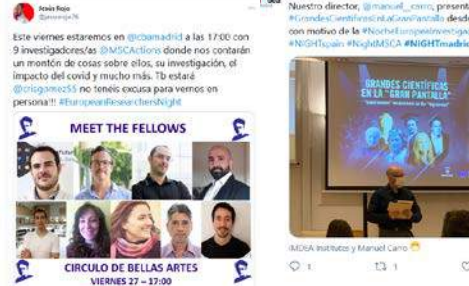 Jesús Rojo
@jesusrojo76
Este viernes estaremos en @cbamadrid a las 17:00 con
9 investigadores/as @MSCActions donde nos contarán
un montón de cosas sobre ellos, su investigación, el
impacto del covid y mucho más. Tb estará
no tenéis excusa para vernos en
persona!!! #EuropeanResearchersNight
MEET THE FELLOWS
CIRCULO DE BELLAS ARTES
VIERNES 27 – 17:00
Nuestro director, @manuel_carro, present
#GrandesCientíficasEnLaGranPantalla desd
con motivo de la
#NIGHTspain #NightMSCA #NIGHTmadri
GRANDES CIENTÍFICAS
EN LA "GRAN PANTALLA"
IMDEA Institutes y Manuel Carro
1
1